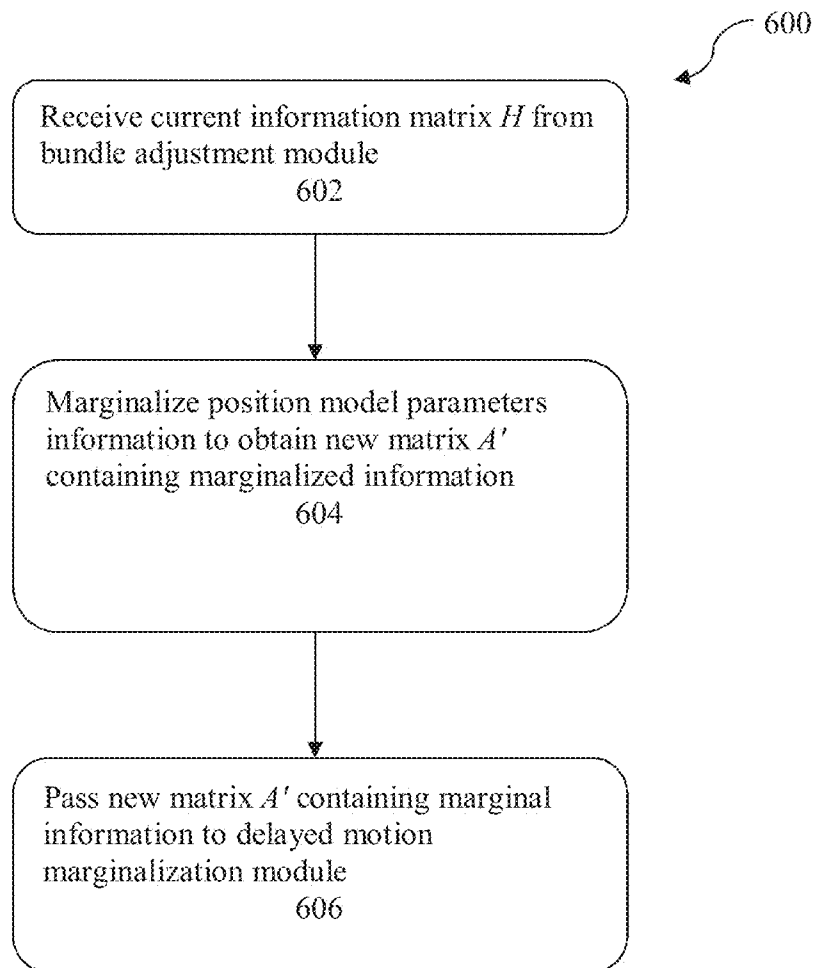 600
Receive current information matrix H from
bundle adjustment module
602
Marginalize position model parameters
information to obtain new matrix A'
containing marginalized information
604
Pass new matrix A' containing marginal
information to delayed motion
marginalization module
606